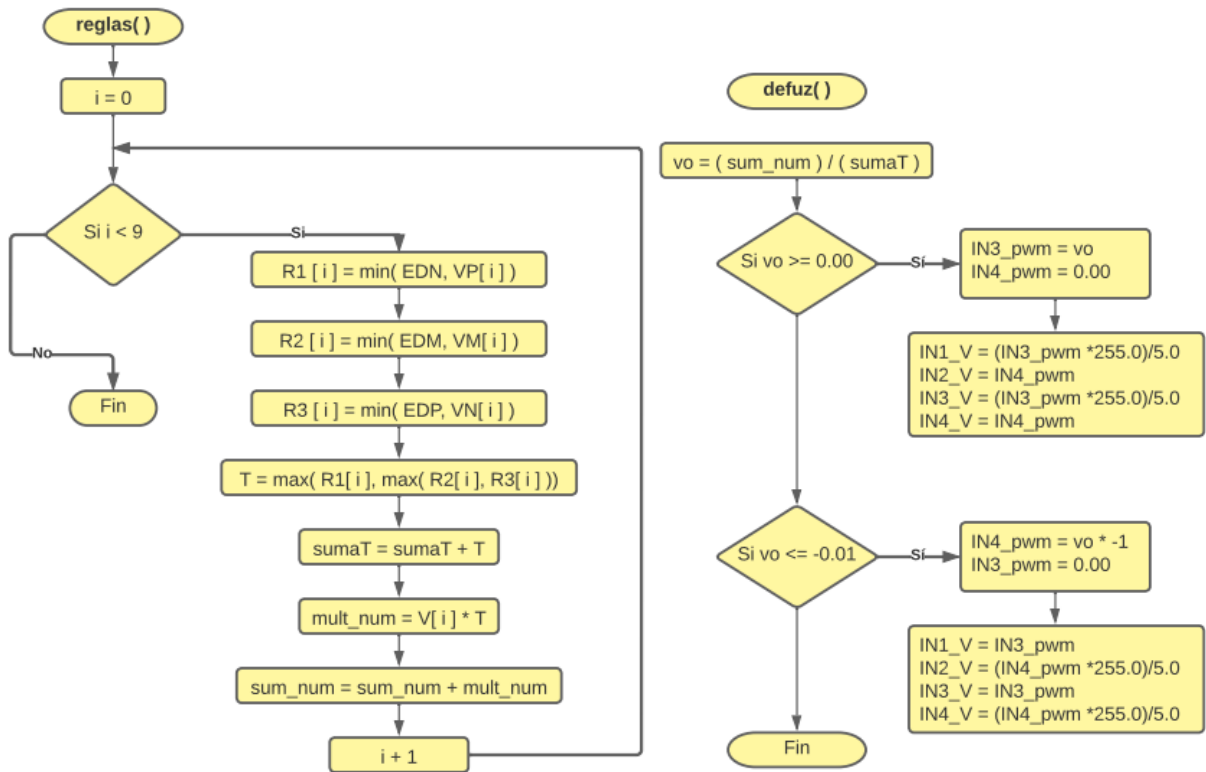 reglas( )
i = 0
Si i < 9
Si
No
Fin
R1 [ i ] = min( EDN, VP[ i ] )
R2 [ i ] = min( EDM, VM[ i ] )
R3 [ i ] = min( EDP, VN[ i ] )
T = max( R1[ i ], max( R2[ i ], R3[ i ] ))
sumaT = sumaT + T
mult_num = V[ i ] * T
sum_num = sum_num + mult_num
i + 1
defuz( )
vo = ( sum_num ) / ( sumaT )
Si vo >= 0.00
Sí
IN3_pwm = vo
IN4_pwm = 0.00
IN1_V = (IN3_pwm *255.0)/5.0
IN2_V = IN4_pwm
IN3_V = (IN3_pwm *255.0)/5.0
IN4_V = IN4_pwm
Si vo <= -0.01
Sí
IN4_pwm = vo * -1
IN3_pwm = 0.00
IN1_V = IN3_pwm
IN2_V = (IN4_pwm *255.0)/5.0
IN3_V = IN3_pwm
IN4_V = (IN4_pwm *255.0)/5.0
Fin